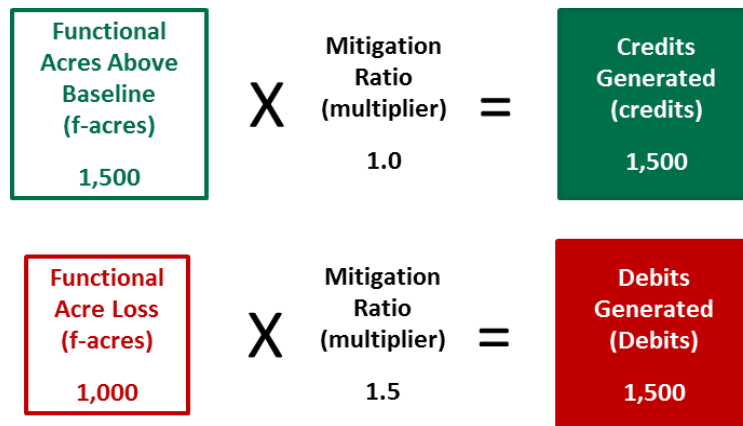 Functional
Acres Above
Baseline
(f-acres)
1,500
X
Mitigation
Ratio
(multiplier)
1.0
=
Credits
Generated
(credits)
1,500
Functional
Acre Loss
(f-acres)
1,000
X
Mitigation
Ratio
(multiplier)
1.5
=
Debits
Generated
(Debits)
1,500